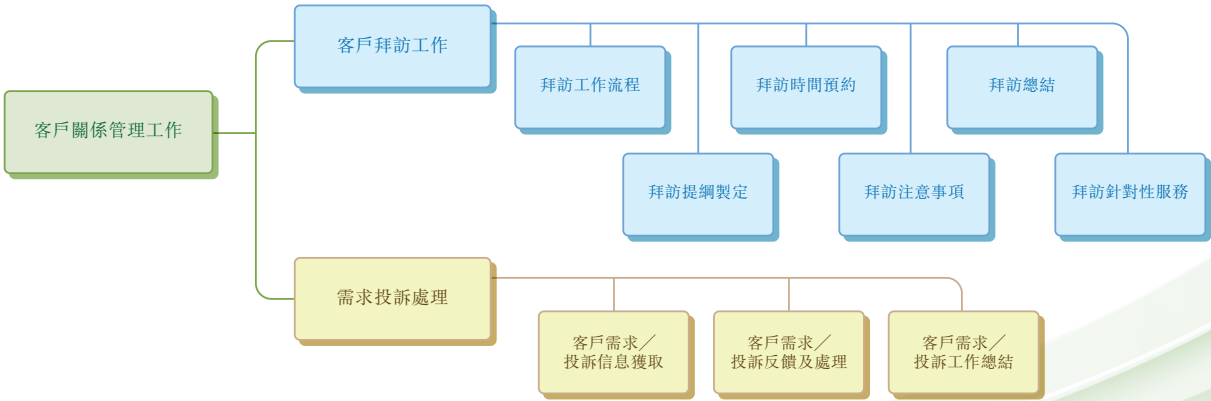 客戶關係管理工作
客戶拜訪工作
拜訪工作流程
拜訪提綱製定
拜訪時間預約
拜訪注意事項
拜訪總結
拜訪針對性服務
需求投訴處理
客戶需求／
投訴信息獲取
客戶需求／
投訴反饋及處理
客戶需求／
投訴工作總結